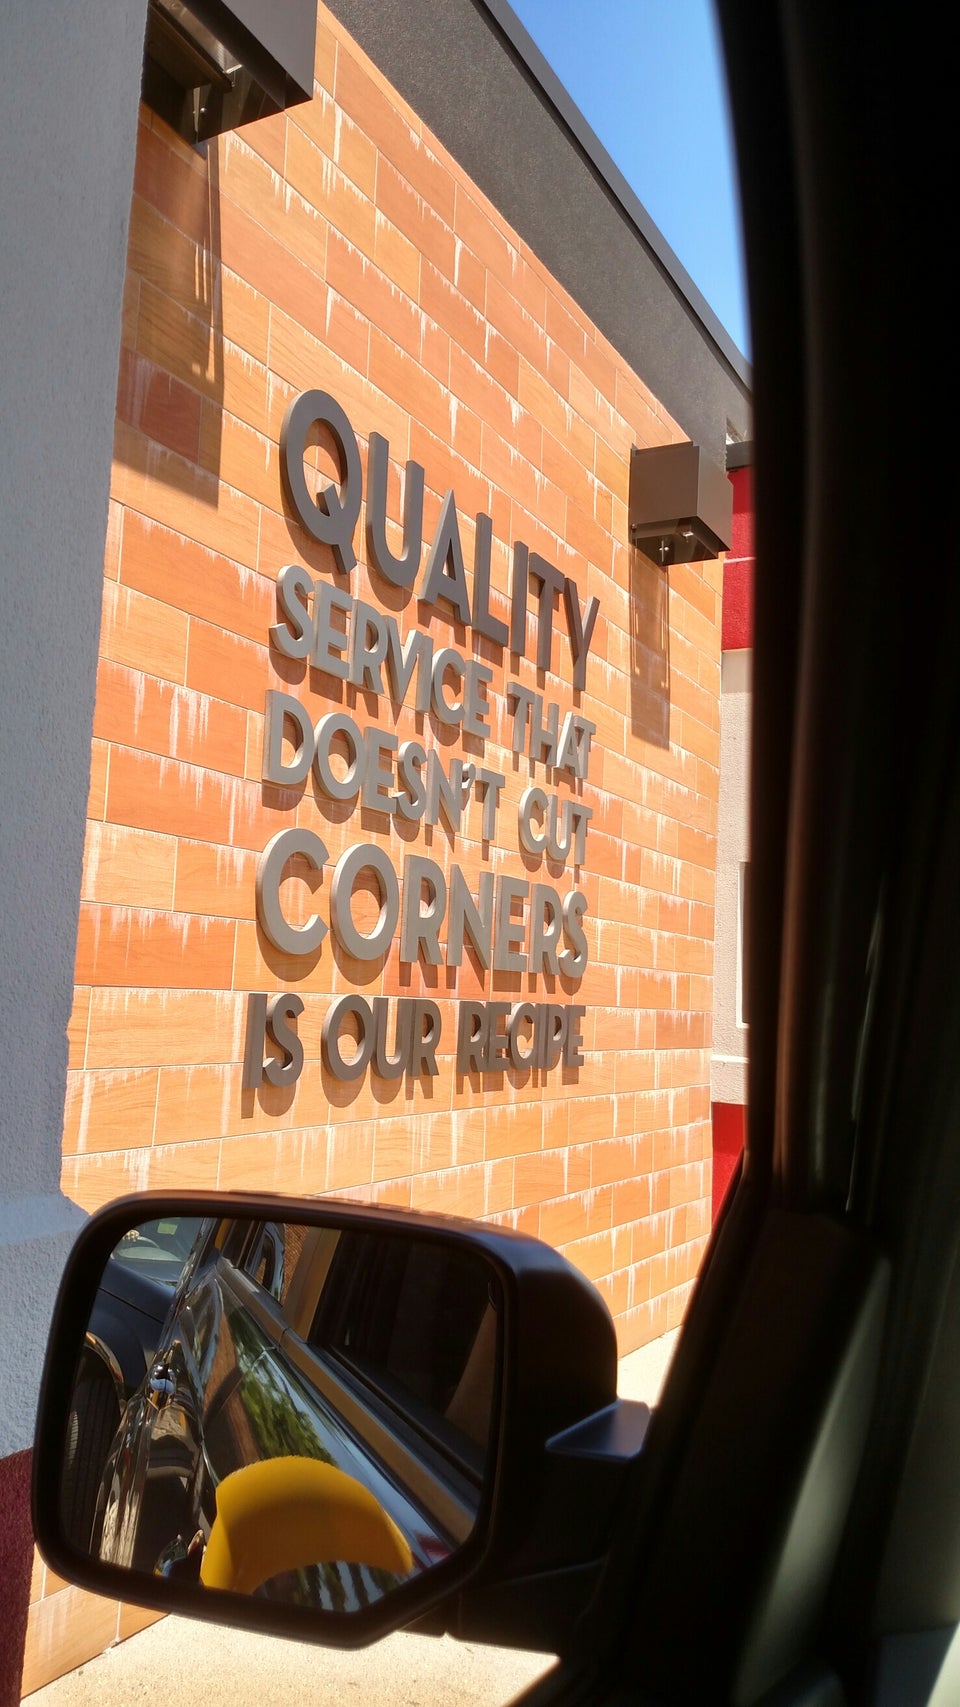 QUALITY
SERVICE THAT
DOESN'T CUT
CORNERS
IS OUR RECIPE